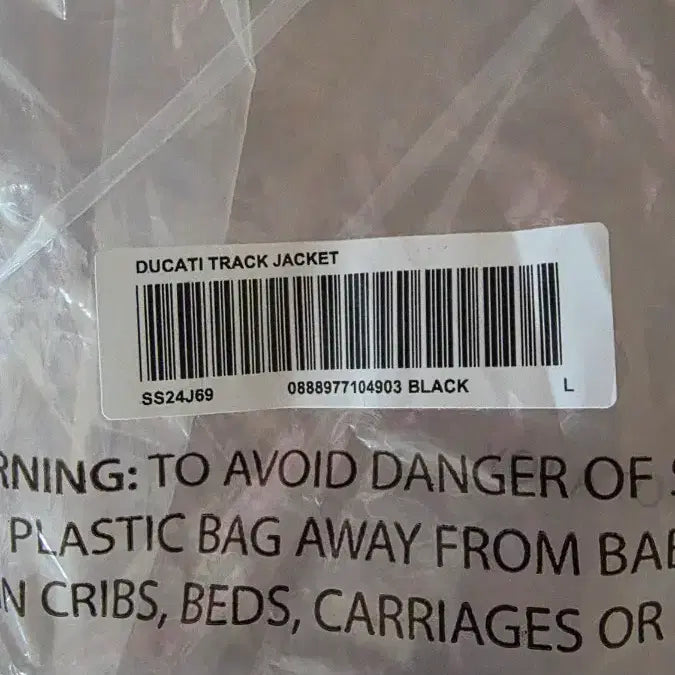 DUCATI TRACK JACKET
SS24J69 0888977104903 BLACK L
RNING: TO AVOID DANGER OF
PLASTIC BAG AWAY FROM BAB
N CRIBS, BEDS, CARRIAGES OR